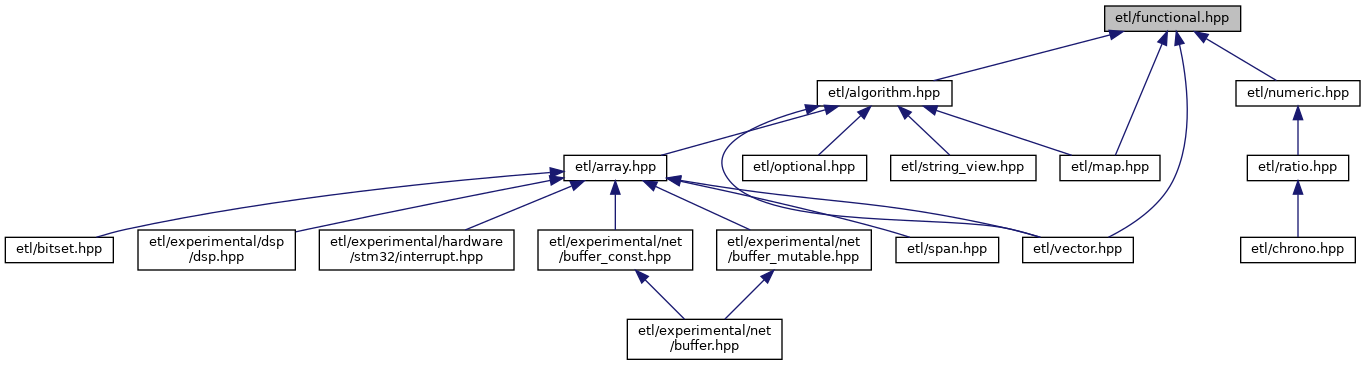 etl/functional.hpp
etl/algorithm.hpp
etl/numeric.hpp
etl/array.hpp
etl/optional.hpp
etl/string_view.hpp
etl/map.hpp
etl/ratio.hpp
etl/bitset.hpp
etl/experimental/dsp
/dsp.hpp
etl/experimental/hardware
/stm32/interrupt.hpp
etl/experimental/net
/buffer_const.hpp
etl/experimental/net
/buffer_mutable.hpp
etl/span.hpp
etl/vector.hpp
etl/chrono.hpp
etl/experimental/net
/buffer.hpp